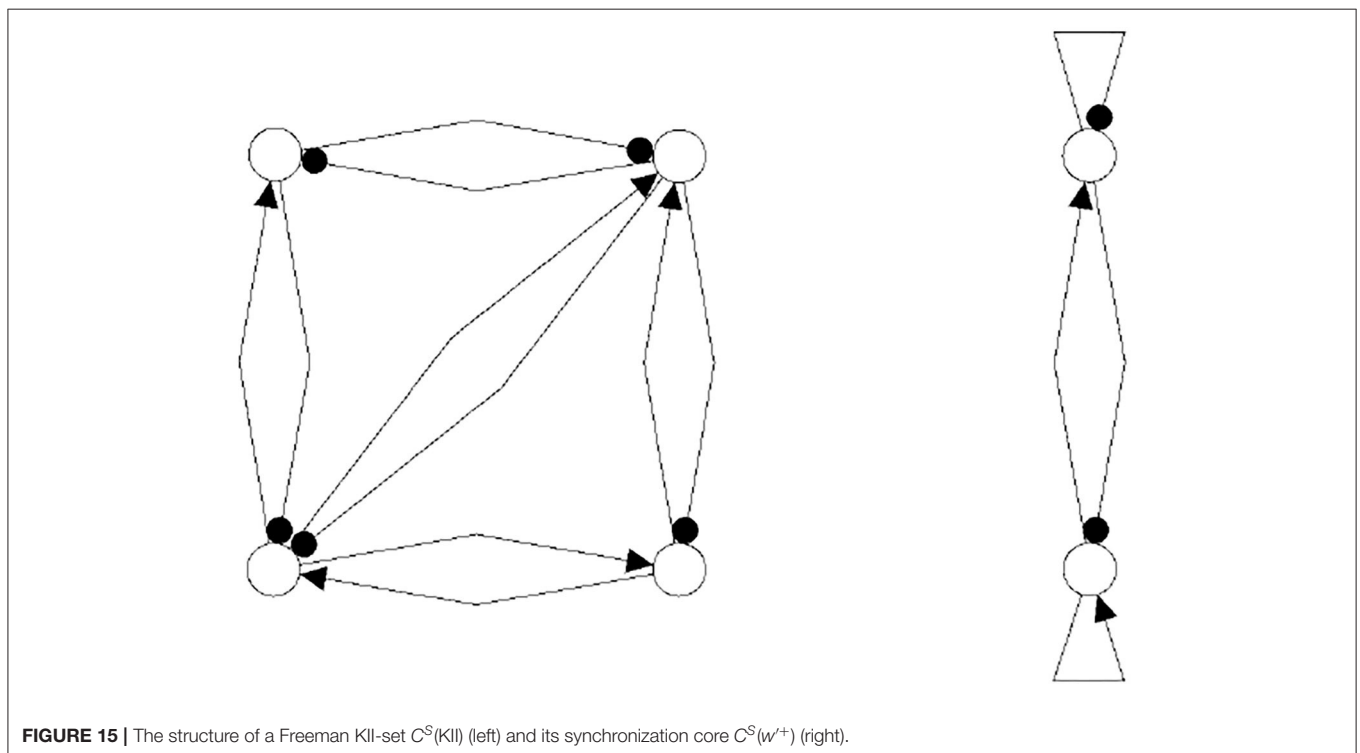 FIGURE 15 | The structure of a Freeman KII-set C^S(KII) (left) and its synchronization core C^S(w′^+) (right).